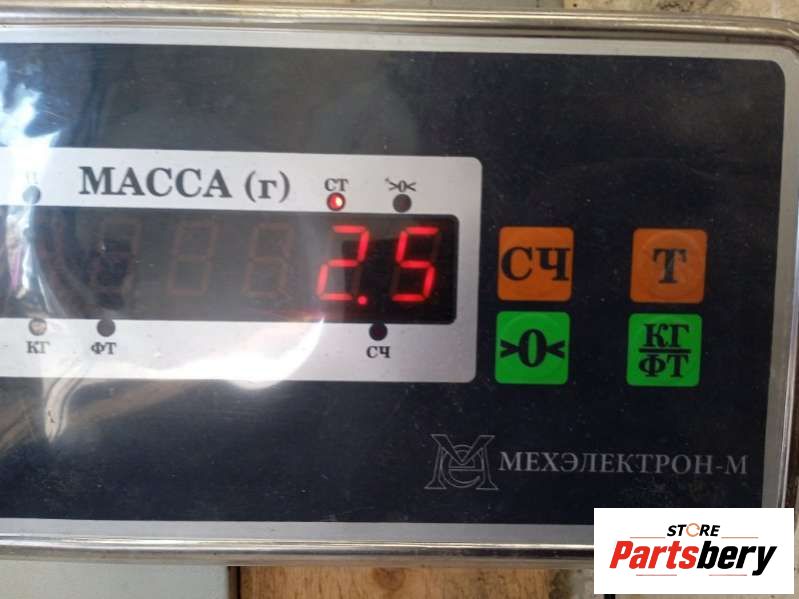 МАССА (г)
СТ
>0<
2.5
КГ
ФТ
СЧ
СЧ
Т
>0<
КГ
ФТ
МЕХЭЛЕКТРОН-М
STORE
Partsbery